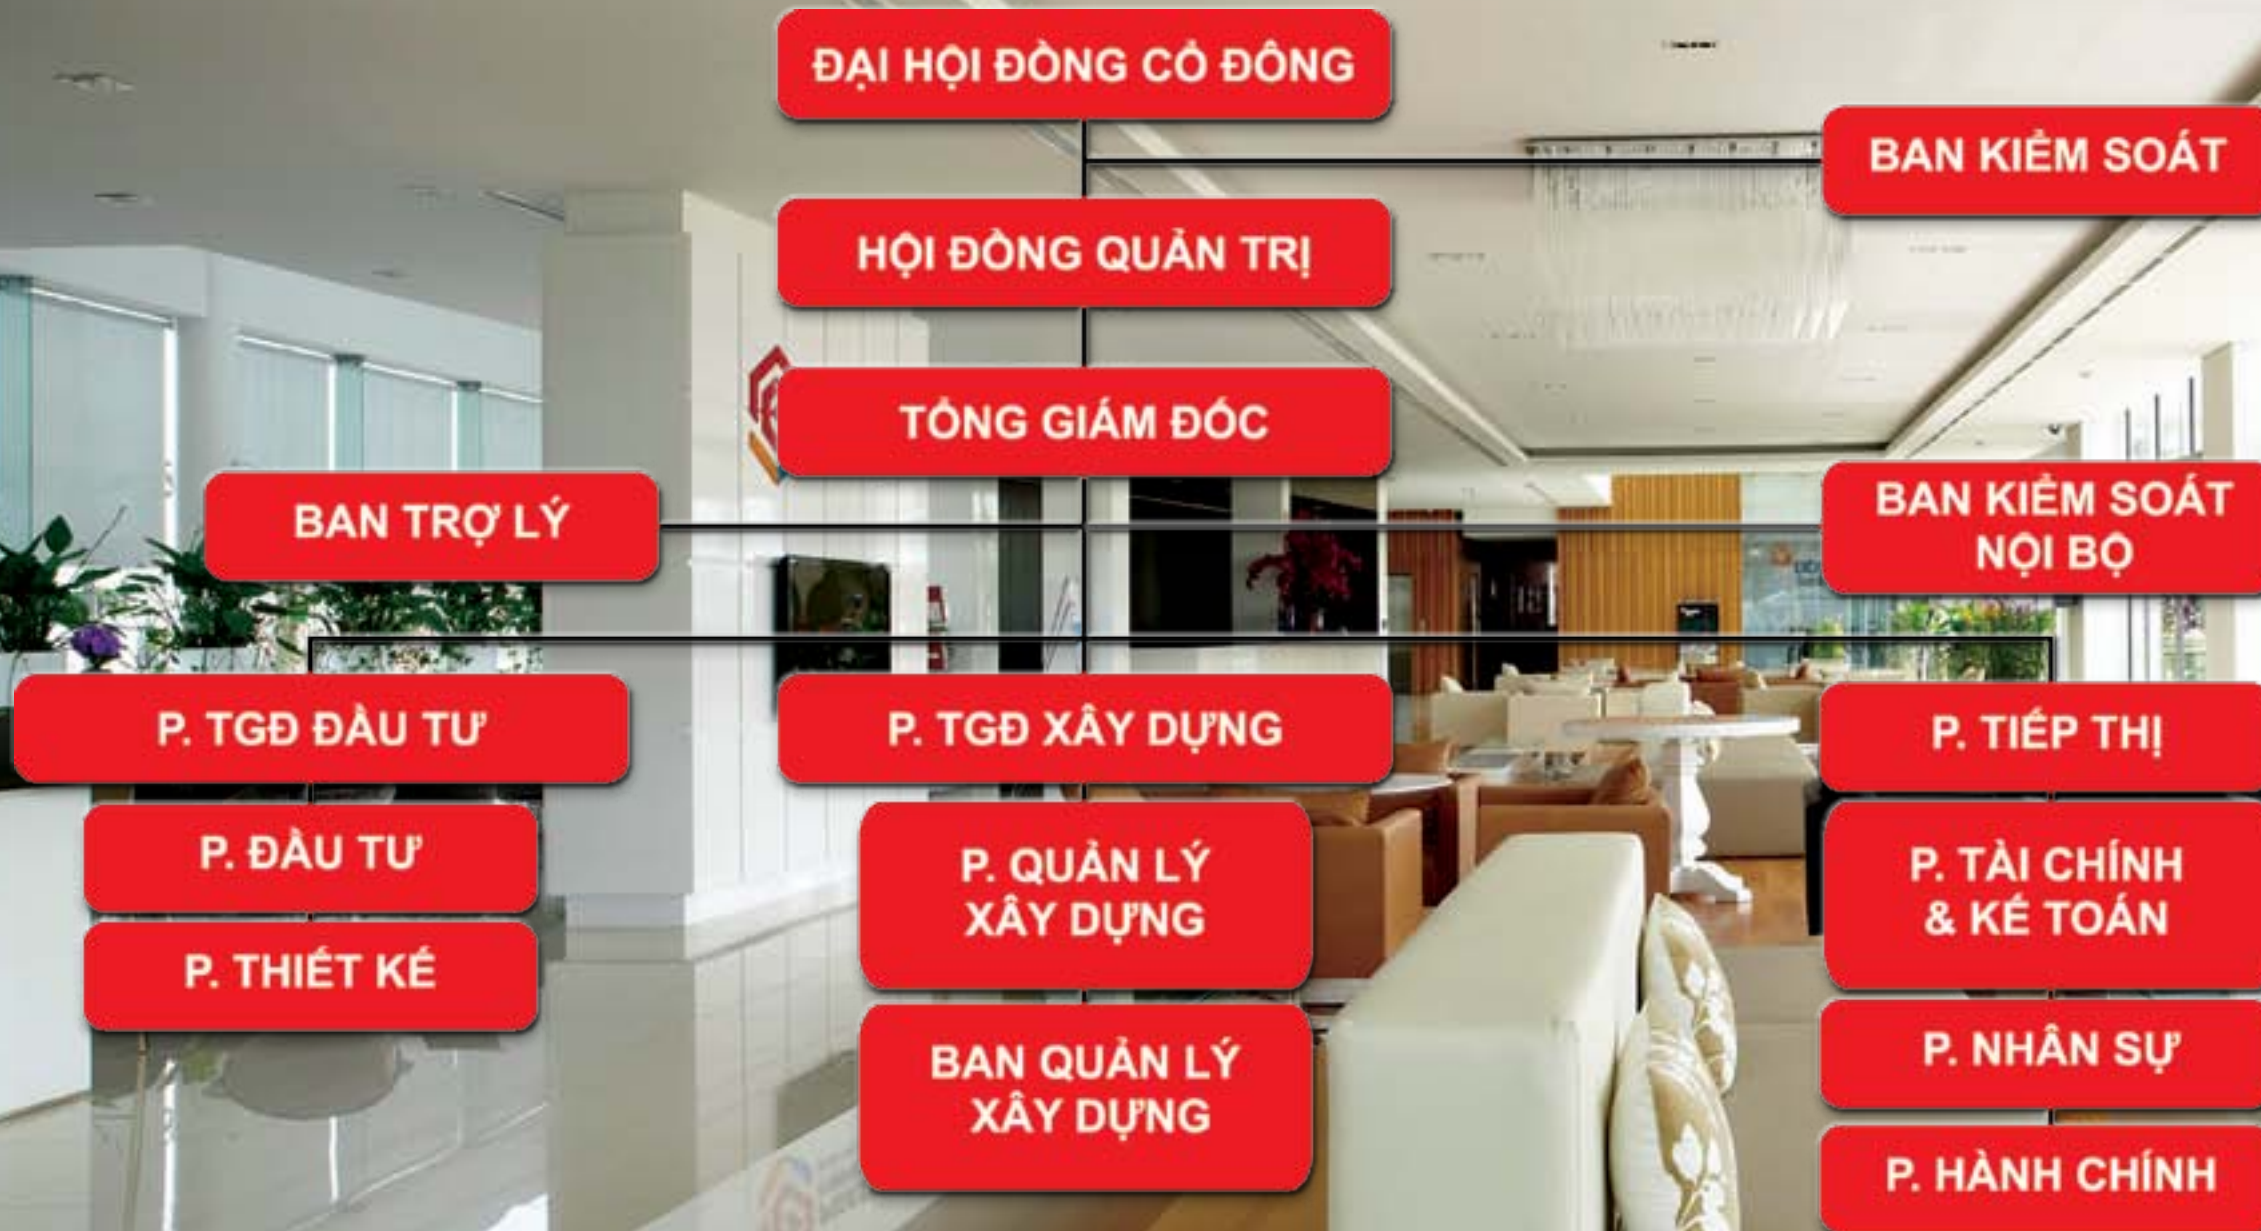 ĐẠI HỘI ĐỒNG CỔ ĐÔNG
BAN KIỂM SOÁT
HỘI ĐỒNG QUẢN TRỊ
TỔNG GIÁM ĐỐC
BAN TRỢ LÝ
BAN KIỂM SOÁT
NỘI BỘ
P. TGĐ ĐẦU TƯ
P. TGĐ XÂY DỰNG
P. TIẾP THỊ
P. ĐẦU TƯ
P. QUẢN LÝ
XÂY DỰNG
P. TÀI CHÍNH
& KẾ TOÁN
P. THIẾT KẾ
P. NHÂN SỰ
BAN QUẢN LÝ
XÂY DỰNG
P. HÀNH CHÍNH